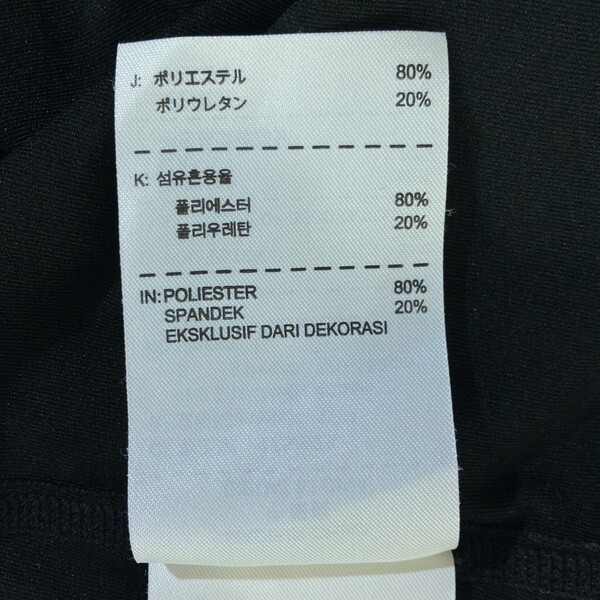 J: ポリエステル 80%
ポリウレタン 20%
K: 섬유혼용율
폴리에스터 80%
폴리우레탄 20%
IN: POLIESTER 80%
SPANDEK 20%
EKSKLUSIF DARI DEKORASI